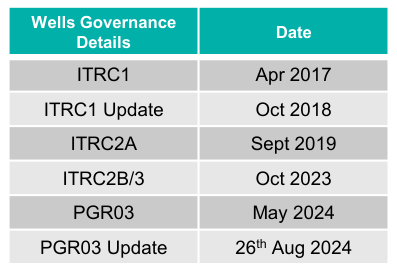 Wells Governance Details	Date
ITRC1	Apr 2017
ITRC1 Update	Oct 2018
ITRC2A	Sept 2019
ITRC2B/3	Oct 2023
PGR03	May 2024
PGR03 Update	26th Aug 2024